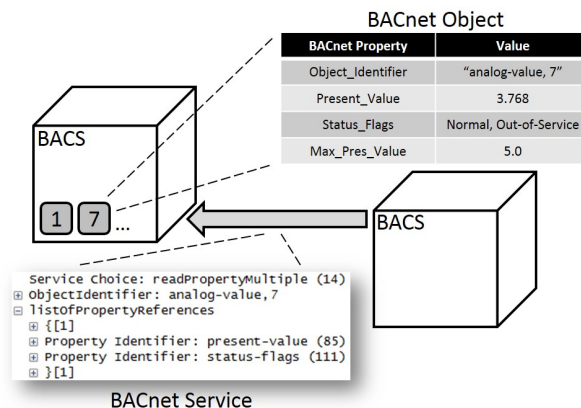 BACnet Object
BACnet Property Value
Object_Identifier "analog-value, 7"
Present_Value 3.768
Status_Flags Normal, Out-of-Service
Max_Pres_Value 5.0
BACS
1 7 ...
BACS
Service Choice: readPropertyMultiple (14)
ObjectIdentifier: analog-value,7
listOfPropertyReferences
{[1]
Property Identifier: present-value (85)
Property Identifier: status-flags (111)
}[1]
BACnet Service